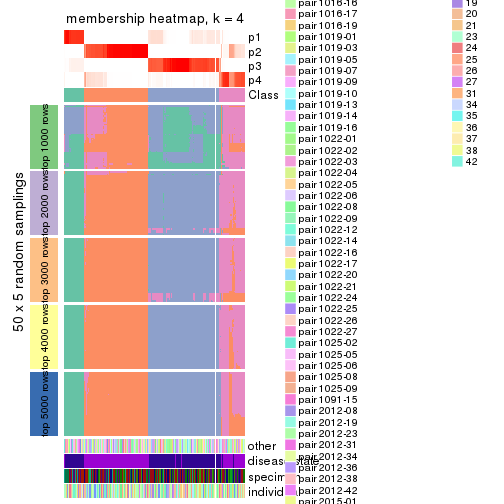 membership heatmap, k = 4
p1
p2
p3
p4
Class
50 x 5 random samplings
top 1000 rows
top 2000 rows
top 3000 rows
top 4000 rows
top 5000 rows
other
disease.state
specim
individ
pair1016-16
pair1016-17
pair1016-19
pair1019-01
pair1019-03
pair1019-05
pair1019-07
pair1019-09
pair1019-10
pair1019-13
pair1019-14
pair1019-16
pair1022-01
pair1022-02
pair1022-03
pair1022-04
pair1022-05
pair1022-06
pair1022-08
pair1022-09
pair1022-12
pair1022-14
pair1022-16
pair1022-17
pair1022-20
pair1022-21
pair1022-24
pair1022-25
pair1022-26
pair1022-27
pair1025-02
pair1025-05
pair1025-06
pair1025-08
pair1025-09
pair1091-15
pair2012-08
pair2012-19
pair2012-23
pair2012-31
pair2012-34
pair2012-36
pair2012-38
pair2012-42
pair2015-01
19
20
21
23
24
25
26
27
31
34
35
36
37
38
42